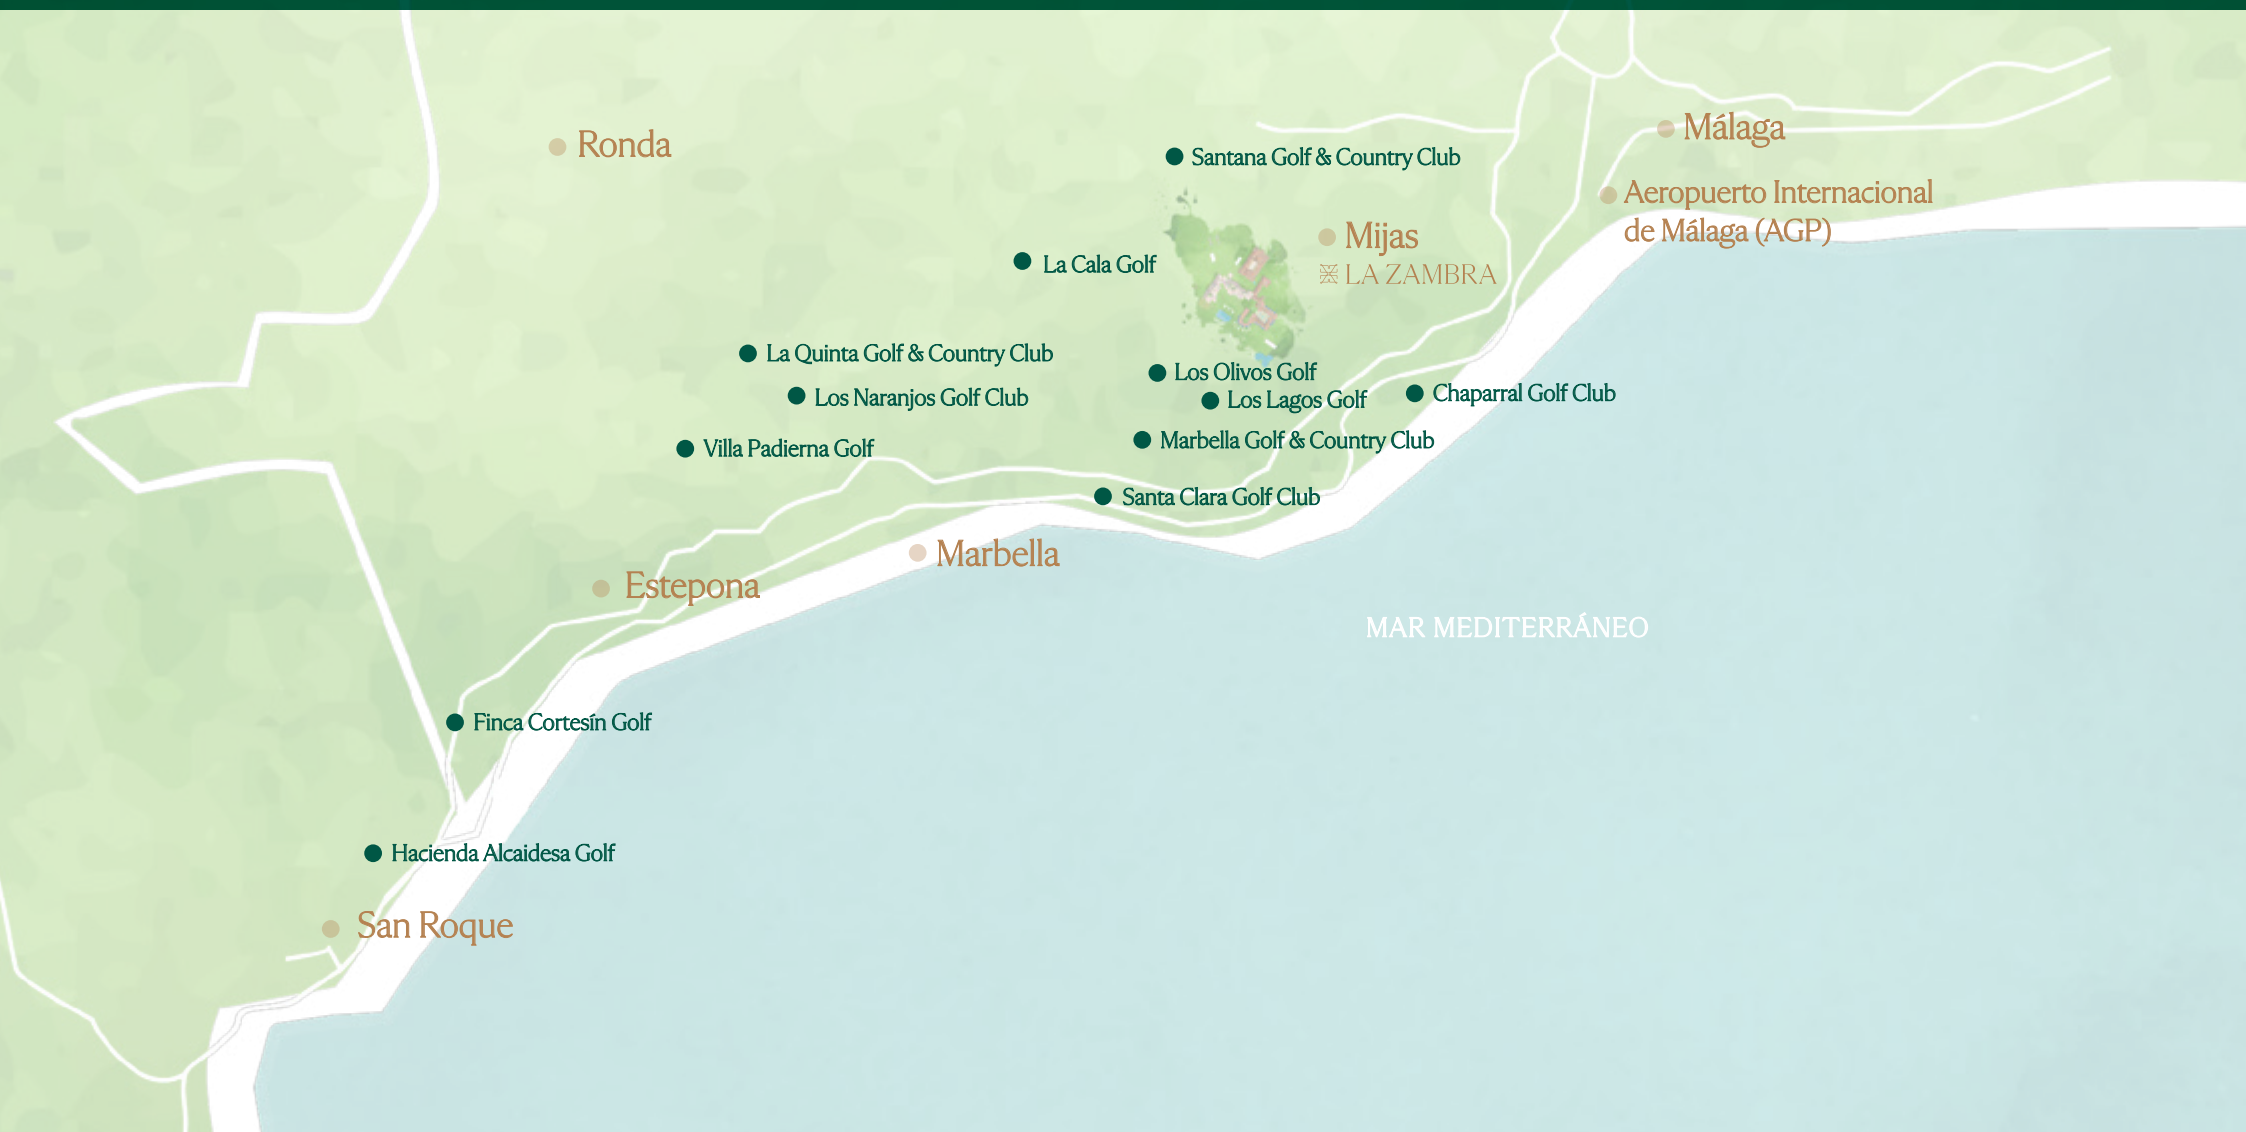 Málaga
Ronda
Santana Golf & Country Club
Aeropuerto Internacional
de Málaga (AGP)
Mijas
LA ZAMBRA
La Cala Golf
La Quinta Golf & Country Club
Los Olivos Golf
Los Naranjos Golf Club
Los Lagos Golf
Chaparral Golf Club
Villa Padierna Golf
Marbella Golf & Country Club
Santa Clara Golf Club
Marbella
Estepona
MAR MEDITERRÁNEO
Finca Cortesín Golf
Hacienda Alcaidesa Golf
San Roque